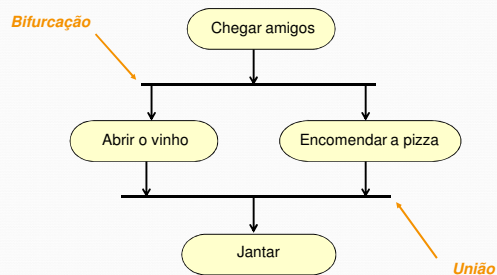 Bifurcação
Chegar amigos
Abrir o vinho
Encomendar a pizza
Jantar
União